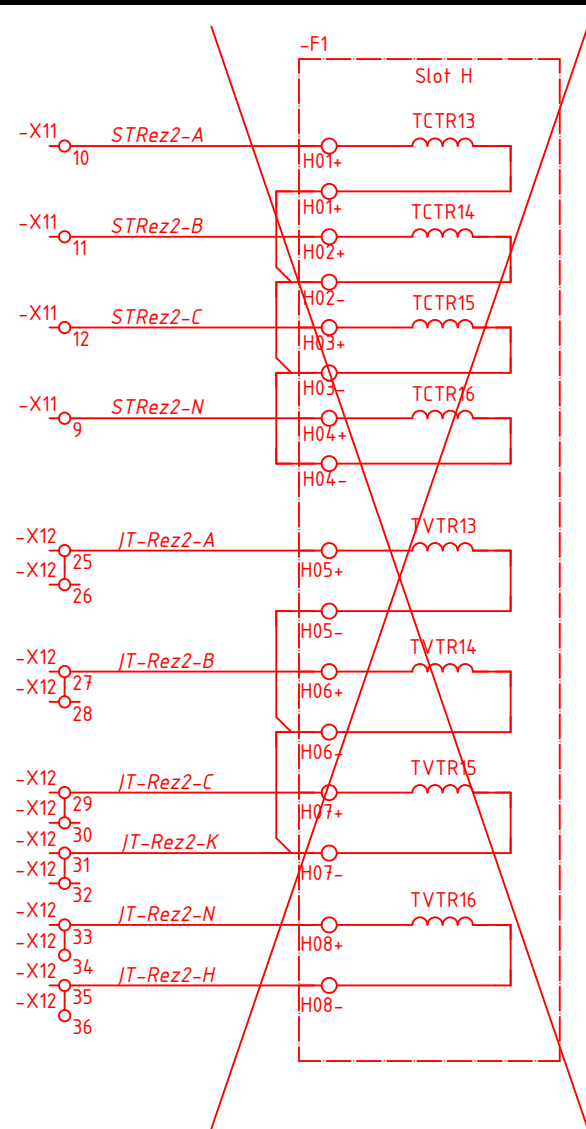 -F1
Slot H
TCTR13
-X11
STRez2-A
10
H01+
H01+
TCTR14
-X11
STRez2-B
11
H02+
H02-
TCTR15
-X11
STRez2-C
12
H03+
H03-
TCTR16
-X11
STRez2-N
9
H04+
H04-
TVTR13
-X12
JT-Rez2-A
25
H05+
-X12
26
H05-
TVTR14
-X12
JT-Rez2-B
27
H06+
-X12
28
H06-
TVTR15
-X12
JT-Rez2-C
29
H07+
-X12
30
-X12
JT-Rez2-K
31
H07-
-X12
32
TVTR16
-X12
JT-Rez2-N
33
H08+
-X12
34
-X12
JT-Rez2-H
35
H08-
-X12
36